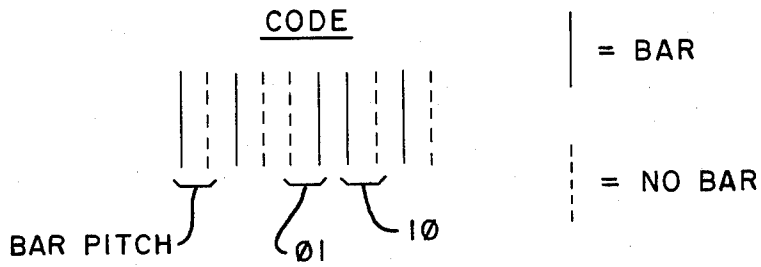 CODE
= BAR
= NO BAR
BAR PITCH
Ø1
1Ø